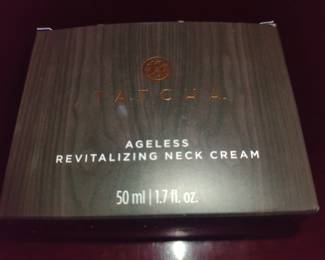 TATCHA
AGELESS
REVITALIZING NECK CREAM
50 ml | 1.7 fl. oz.